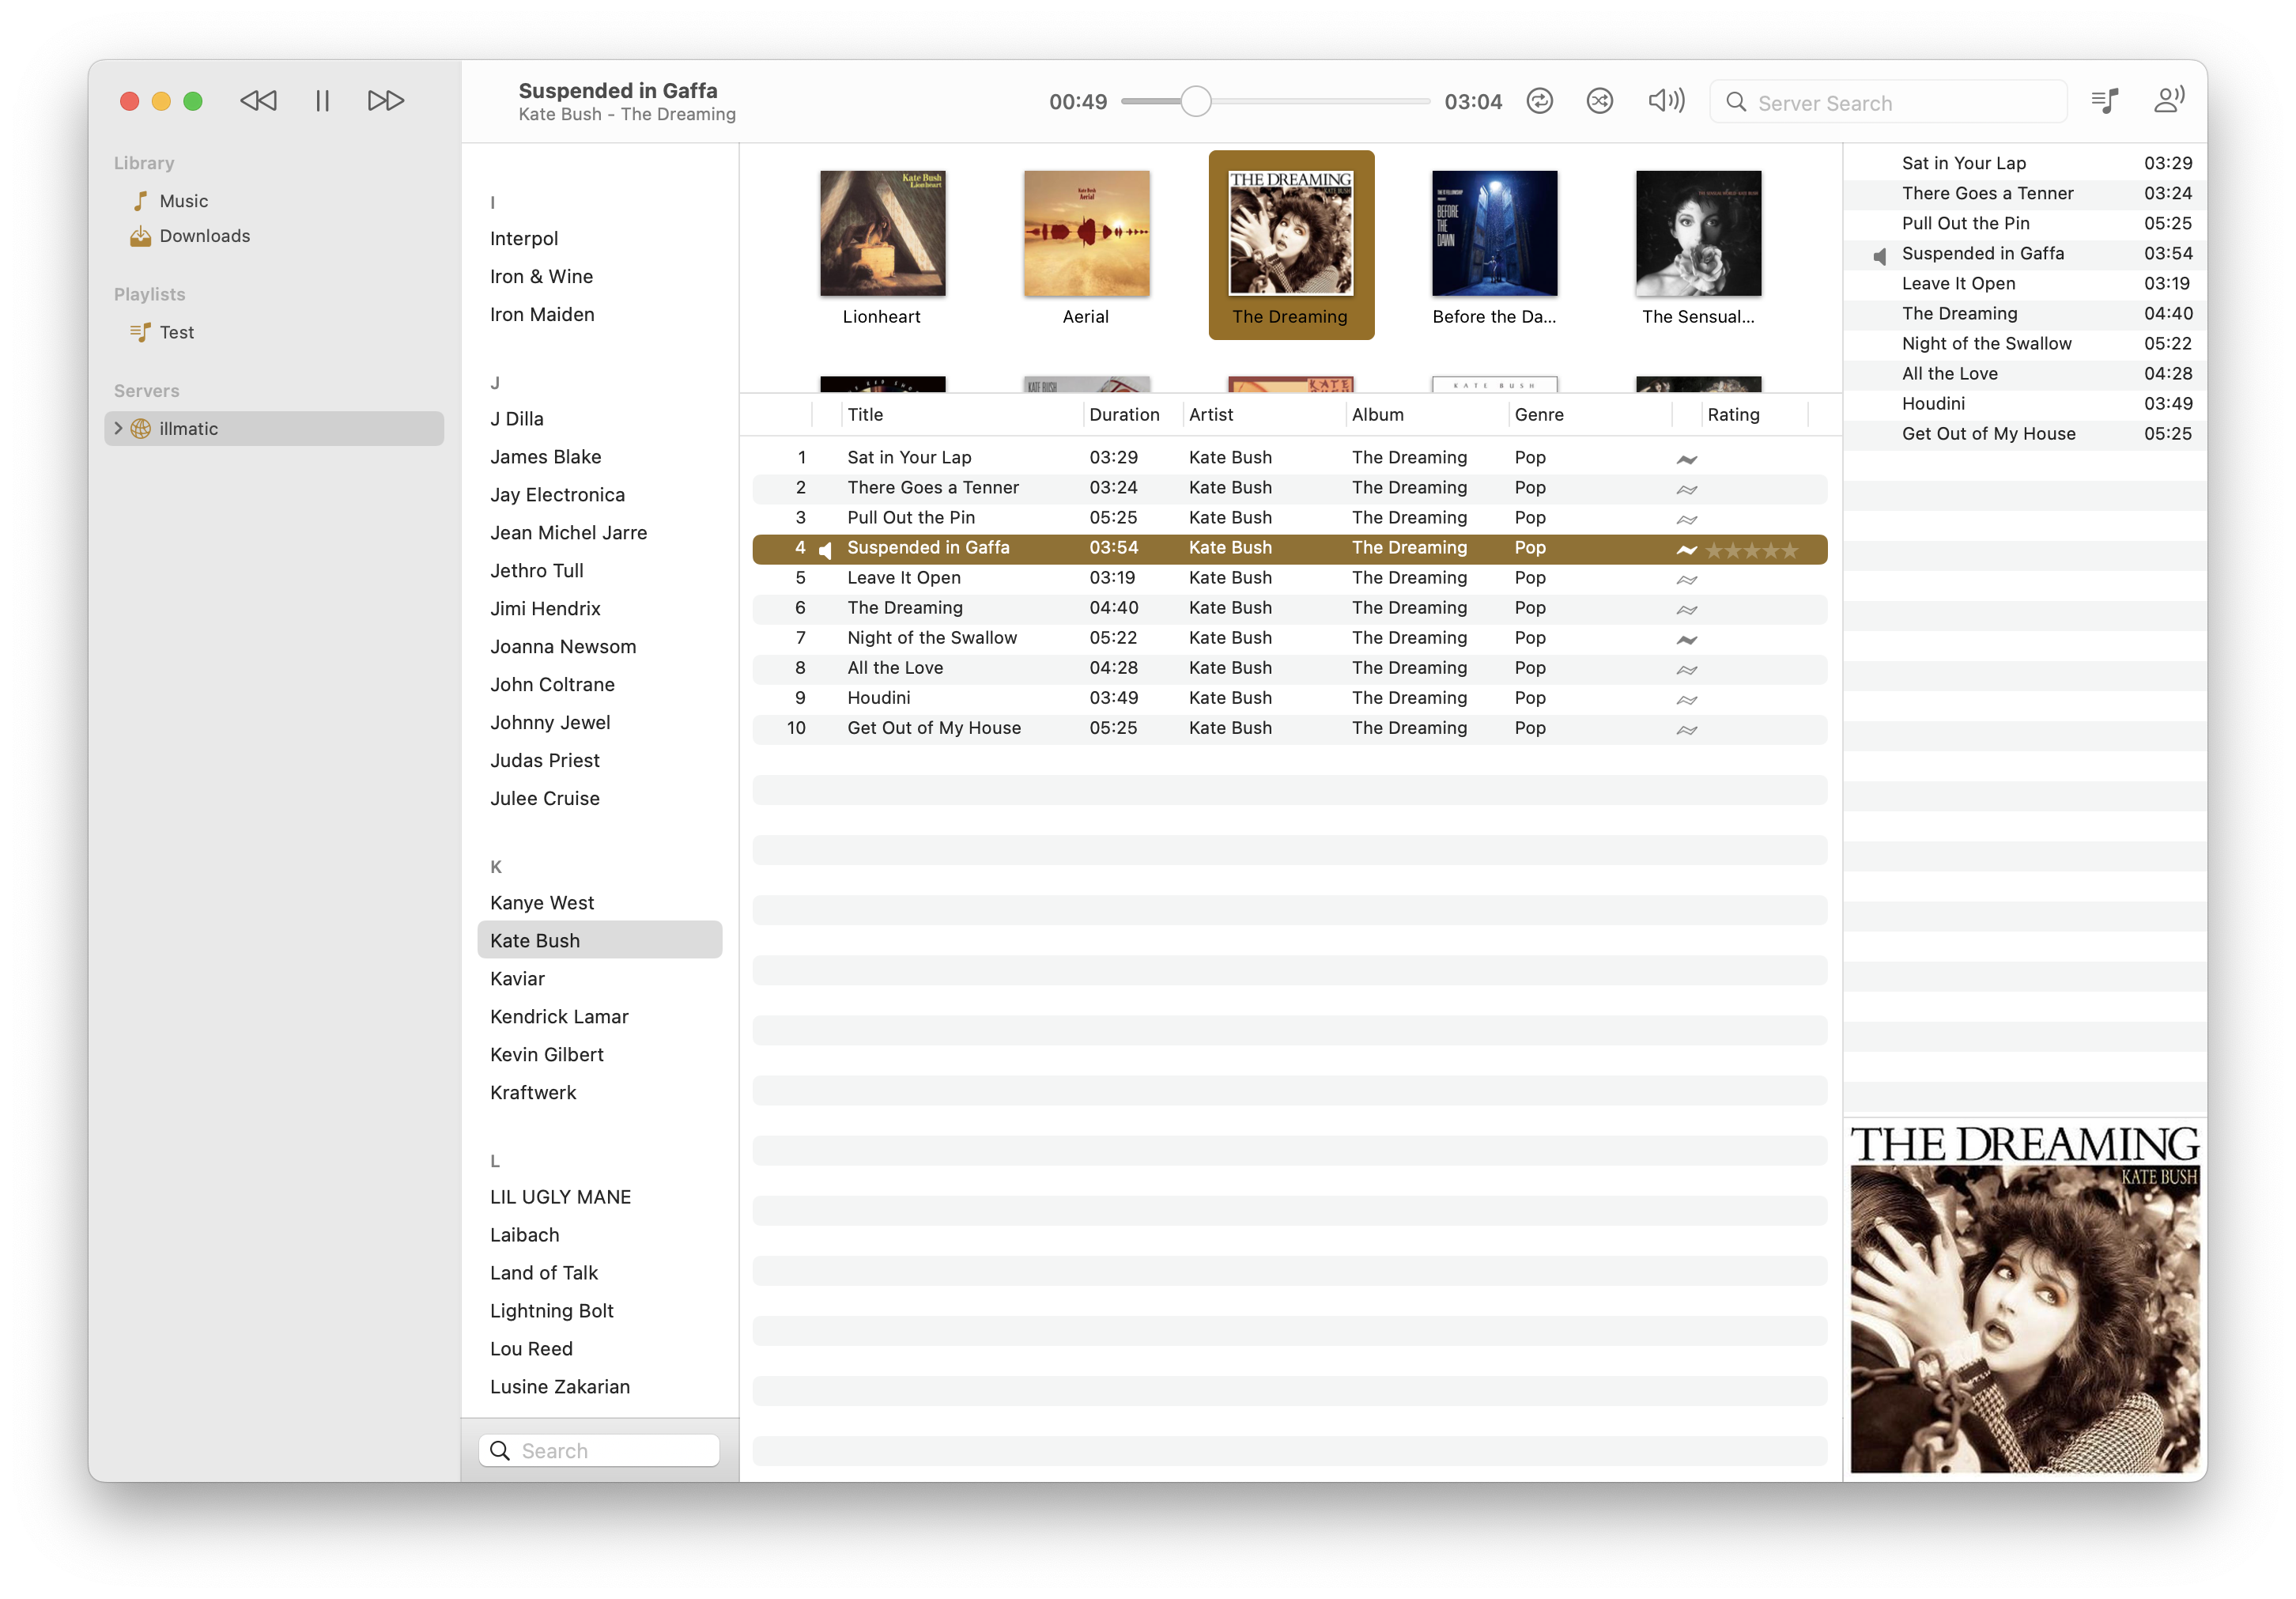 Suspended in Gaffa
Kate Bush - The Dreaming
00:49
03:04
Server Search
Library
Music
Downloads
Playlists
Test
Servers
illmatic
I
Interpol
Iron & Wine
Iron Maiden
J
J Dilla
James Blake
Jay Electronica
Jean Michel Jarre
Jethro Tull
Jimi Hendrix
Joanna Newsom
John Coltrane
Johnny Jewel
Judas Priest
Julee Cruise
K
Kanye West
Kate Bush
Kaviar
Kendrick Lamar
Kevin Gilbert
Kraftwerk
L
LIL UGLY MANE
Laibach
Land of Talk
Lightning Bolt
Lou Reed
Lusine Zakarian
Search
Kate Bush
Lionheart
Lionheart
Kate Bush
Aerial
Aerial
THE DREAMING
KATE BUSH
The Dreaming
BEFORE
THE
DAWN
Before the Da...
The Sensual...
KATE BUSH
KATE
KATE BUSH
Title Duration Artist Album Genre Rating
1 Sat in Your Lap 03:29 Kate Bush The Dreaming Pop
2 There Goes a Tenner 03:24 Kate Bush The Dreaming Pop
3 Pull Out the Pin 05:25 Kate Bush The Dreaming Pop
4 Suspended in Gaffa 03:54 Kate Bush The Dreaming Pop
5 Leave It Open 03:19 Kate Bush The Dreaming Pop
6 The Dreaming 04:40 Kate Bush The Dreaming Pop
7 Night of the Swallow 05:22 Kate Bush The Dreaming Pop
8 All the Love 04:28 Kate Bush The Dreaming Pop
9 Houdini 03:49 Kate Bush The Dreaming Pop
10 Get Out of My House 05:25 Kate Bush The Dreaming Pop
Sat in Your Lap 03:29
There Goes a Tenner 03:24
Pull Out the Pin 05:25
Suspended in Gaffa 03:54
Leave It Open 03:19
The Dreaming 04:40
Night of the Swallow 05:22
All the Love 04:28
Houdini 03:49
Get Out of My House 05:25
THE DREAMING
KATE BUSH